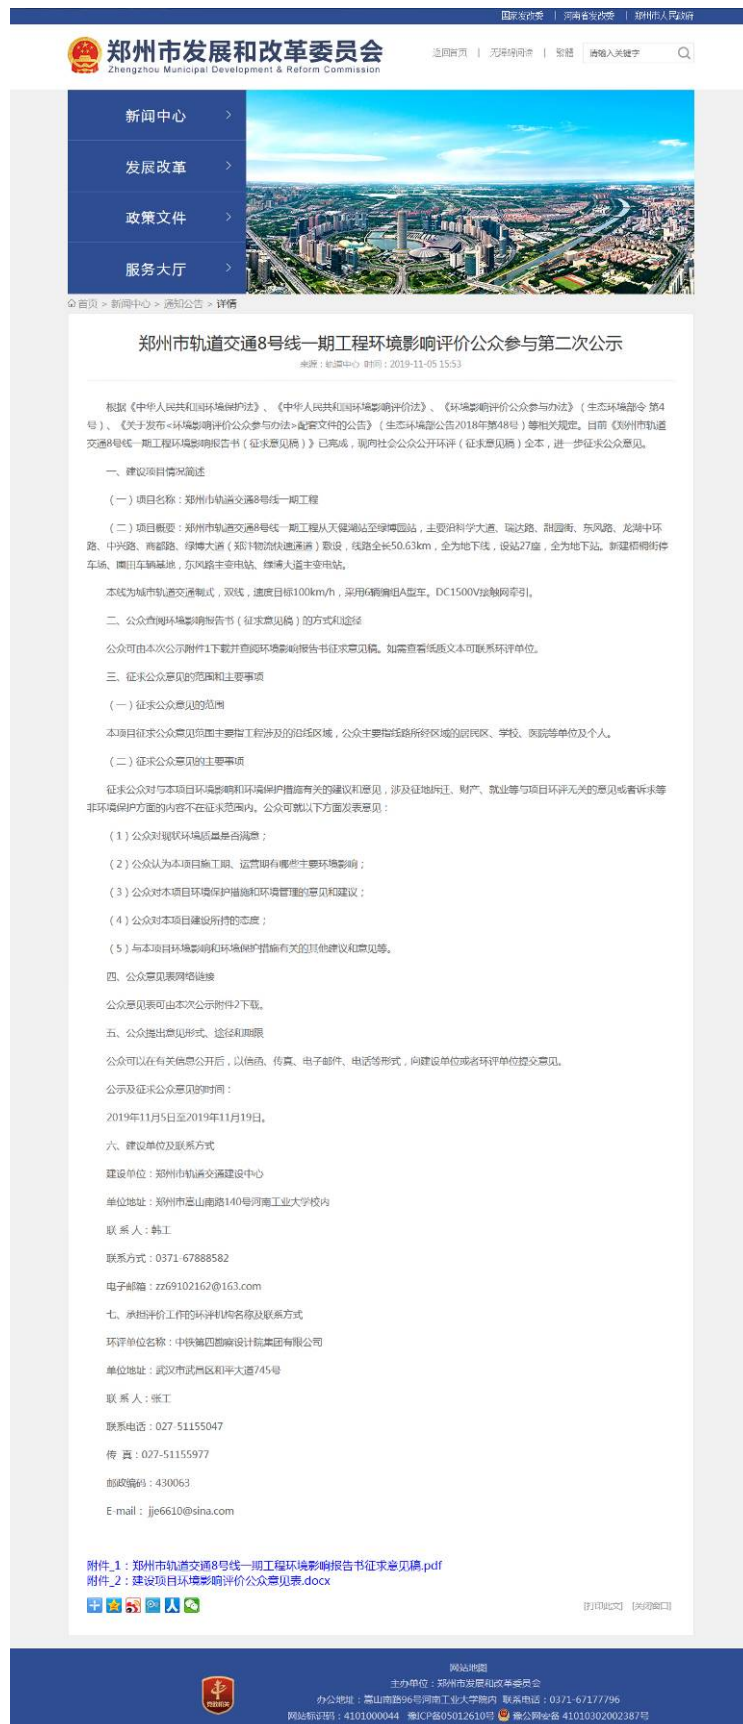 国家发改委 | 河南省发改委 | 郑州市人民政府
郑州市发展和改革委员会
Zhengzhou Municipal Development & Reform Commission
返回首页 | 无障碍阅读 | 繁體 请输入关键字
新闻中心 >
发展改革 >
政策文件 >
服务大厅 >
首页 > 新闻中心 > 通知公告 > 详情
郑州市轨道交通8号线一期工程环境影响评价公众参与第二次公示
来源：轨道中心 时间：2019-11-05 15:53
根据《中华人民共和国环境保护法》、《中华人民共和国环境影响评价法》、《环境影响评价公众参与办法》（生态环境部令 第4
号）、《关于发布<环境影响评价公众参与办法>配套文件的公告》（生态环境部公告2018年第48号）等相关规定。目前《郑州市轨道
交通8号线一期工程环境影响报告书（征求意见稿）》已完成，现向社会公众公开环评（征求意见稿）全本，进一步征求公众意见。
一、建设项目情况简述
（一）项目名称：郑州市轨道交通8号线一期工程
（二）项目概要：郑州市轨道交通8号线一期工程从天健湖站至绿博园站，主要沿科学大道、瑞达路、甜园街、东风路、龙湖中环
路、中兴路、商都路、绿博大道（郑汴物流快速通道）敷设，线路全长50.63km，全为地下线，设站27座，全为地下站。新建梧桐街停
车场、圃田车辆基地，东风路主变电站、绿博大道主变电站。
本线为城市轨道交通制式，双线，速度目标100km/h，采用6辆编组A型车。DC1500V接触网牵引。
二、公众查阅环境影响报告书（征求意见稿）的方式和途径
公众可由本次公示附件1下载并查阅环境影响报告书征求意见稿。如需查看纸质文本可联系环评单位。
三、征求公众意见的范围和主要事项
（一）征求公众意见的范围
本项目征求公众意见范围主要指工程涉及的沿线区域，公众主要指线路所经区域的居民区、学校、医院等单位及个人。
（二）征求公众意见的主要事项
征求公众对与本项目环境影响和环境保护措施有关的建议和意见，涉及征地拆迁、财产、就业等与项目环评无关的意见或者诉求等
非环境保护方面的内容不在征求范围内。公众可就以下方面发表意见：
（1）公众对现状环境质量是否满意；
（2）公众认为本项目施工期、运营期有哪些主要环境影响；
（3）公众对本项目环境保护措施和环境管理的意见和建议；
（4）公众对本项目建设所持的态度；
（5）与本项目环境影响和环境保护措施有关的其他建议和意见等。
四、公众意见表网络链接
公众意见表可由本次公示附件2下载。
五、公众提出意见形式、途径和期限
公众可以在有关信息公开后，以信函、传真、电子邮件、电话等形式，向建设单位或者环评单位提交意见。
公示及征求公众意见的时间：
2019年11月5日至2019年11月19日。
六、建设单位及联系方式
建设单位：郑州市轨道交通建设中心
单位地址：郑州市嵩山南路140号河南工业大学校内
联 系 人：韩工
联系方式：0371-67888582
电子邮箱：zz69102162@163.com
七、承担评价工作的环评机构名称及联系方式
环评单位名称：中铁第四勘察设计院集团有限公司
单位地址：武汉市武昌区和平大道745号
联 系 人：张工
联系电话：027-51155047
传 真：027-51155977
邮政编码：430063
E-mail： jje6610@sina.com
附件_1：郑州市轨道交通8号线一期工程环境影响报告书征求意见稿.pdf
附件_2：建设项目环境影响评价公众意见表.docx
[打印此文] [关闭窗口]
网站地图
主办单位：郑州市发展和改革委员会
办公地址：嵩山南路96号河南工业大学院内 联系电话：0371-67177796
网站标识码：4101000044 豫ICP备05012610号 豫公网安备 41010302002387号
党政机关